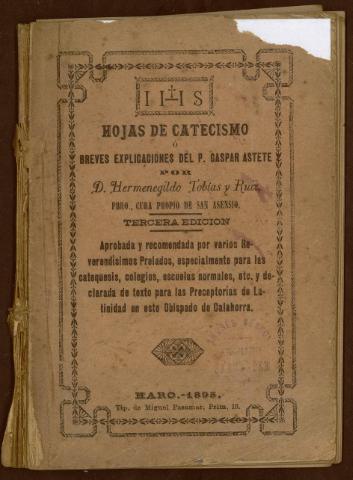 IHS
HOJAS DE CATECISMO
Ó
BREVES EXPLICACIONES DEL P. GASPAR ASTETE
POR
D. Hermenegildo Tobías y Ruiz,
PBRO., CURA PROPIO DE SAN ASENSIO.
TERCERA EDICION
Aprobada y recomendada por varios Re-
verendísimos Prelados, especialmente para las
catequesis, colegios, escuelas normales, etc. y de-
clarada de texto para las Preceptorías de La-
tinidad en este Obispado de Calahorra.
HARO.-1895.
Tip. de Miguel Pasamar, Prim, 13.